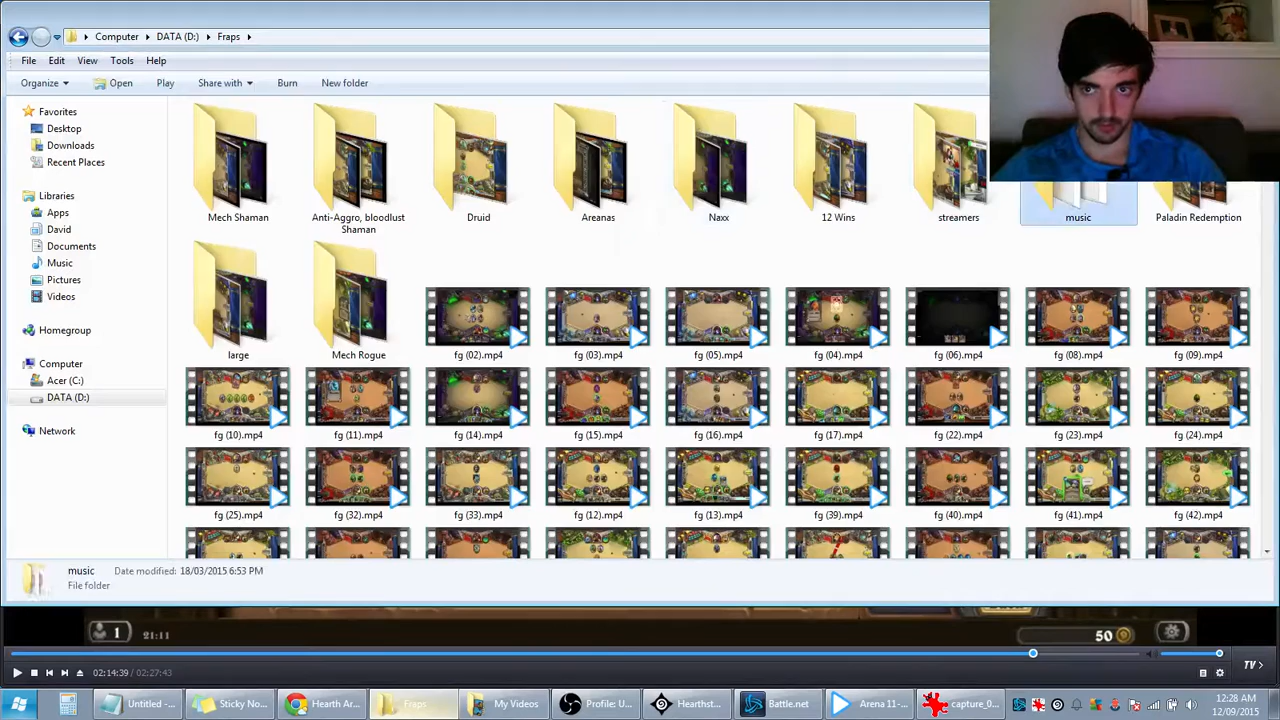 Computer ▸ DATA (D:) ▸ Fraps ▸
File Edit View Tools Help
Organize Open Play Share with Burn New folder
Favorites
Desktop
Downloads
Recent Places
Libraries
Apps
David
Documents
Music
Pictures
Videos
Homegroup
Computer
Acer (C:)
DATA (D:)
Network
Mech Shaman
Anti-Aggro, bloodlust
Shaman
Druid
Areanas
Naxx
12 Wins
streamers
music
Paladin Redemption
large
Mech Rogue
fg (02).mp4
fg (03).mp4
fg (05).mp4
fg (04).mp4
fg (06).mp4
fg (08).mp4
fg (09).mp4
fg (10).mp4
fg (11).mp4
fg (14).mp4
fg (15).mp4
fg (16).mp4
fg (17).mp4
fg (22).mp4
fg (23).mp4
fg (24).mp4
fg (25).mp4
fg (32).mp4
fg (33).mp4
fg (12).mp4
fg (13).mp4
fg (39).mp4
fg (40).mp4
fg (41).mp4
fg (42).mp4
music Date modified: 18/03/2015 6:53 PM
File folder
1 21:11 50
02:14:39 / 02:27:43 TV
Untitled -... Sticky No... Hearth Ar... Fraps My Videos Profile: U... Hearthst... Battle.net Arena 11-... capture_0...
12:28 AM
12/09/2015